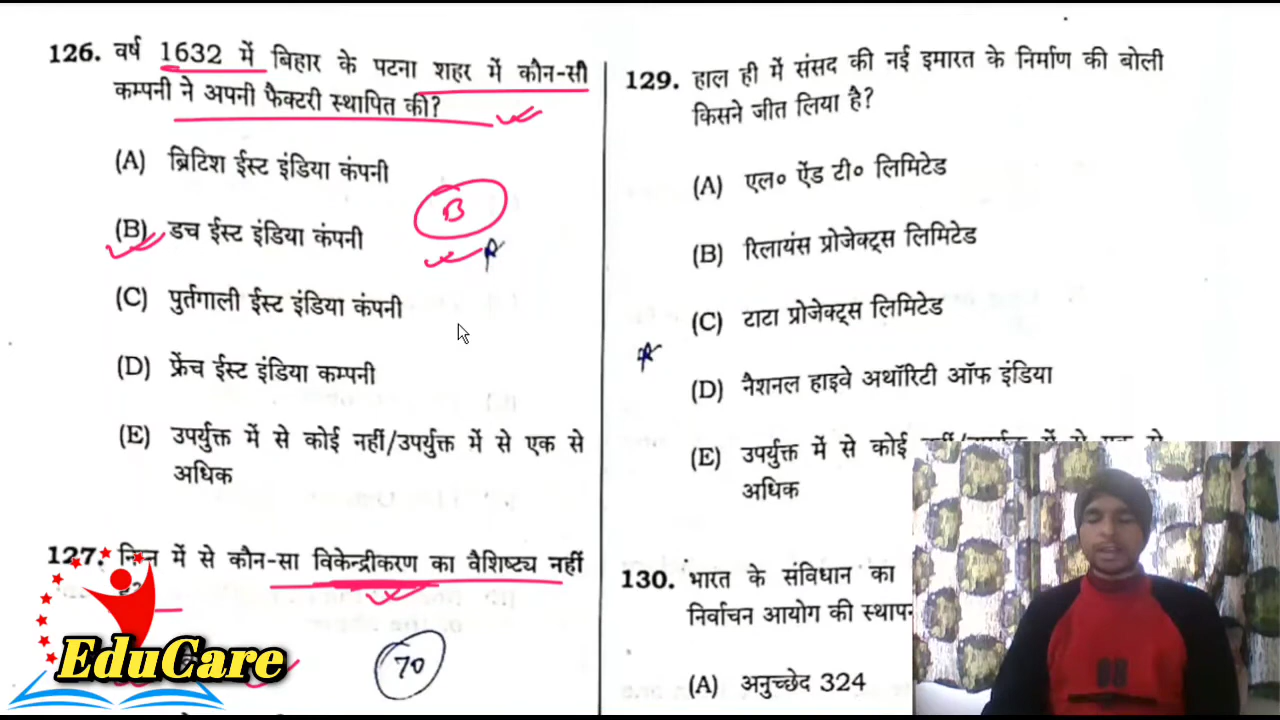 126. वर्ष 1632 में बिहार के पटना शहर में कौन-सी
कम्पनी ने अपनी फैक्टरी स्थापित की?
(A) ब्रिटिश ईस्ट इंडिया कंपनी
(B) डच ईस्ट इंडिया कंपनी
B
(C) पुर्तगाली ईस्ट इंडिया कंपनी
(D) फ्रेंच ईस्ट इंडिया कम्पनी
(E) उपर्युक्त में से कोई नहीं/उपर्युक्त में से एक से
अधिक
127. निम्न में से कौन-सा विकेन्द्रीकरण का वैशिष्ट्य नहीं
70
EduCare
129. हाल ही में संसद की नई इमारत के निर्माण की बोली
किसने जीत लिया है?
(A) एल० ऐंड टी० लिमिटेड
(B) रिलायंस प्रोजेक्ट्स लिमिटेड
(C) टाटा प्रोजेक्ट्स लिमिटेड
(D) नैशनल हाइवे अथॉरिटी ऑफ इंडिया
(E) उपर्युक्त में से कोई
अधिक
130. भारत के संविधान का
निर्वाचन आयोग की
(A) अनुच्छेद 324